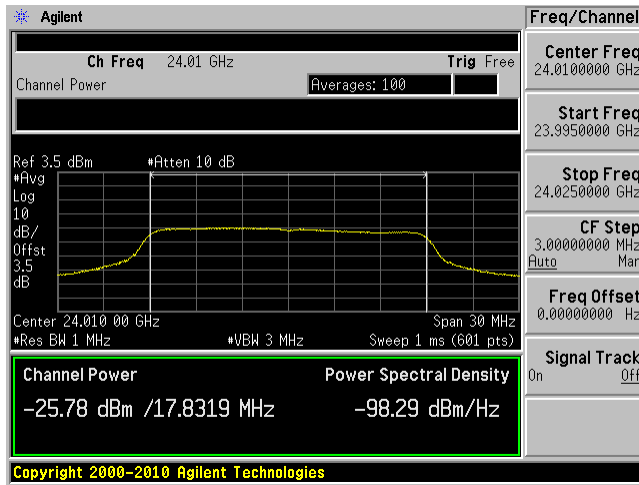 Agilent
Freq/Channel
Ch Freq 24.01 GHz Trig Free
Channel Power Averages: 100
Ref 3.5 dBm #Atten 10 dB
#Avg
Log
10
dB/
Offst
3.5
dB
Center 24.010 00 GHz Span 30 MHz
#Res BW 1 MHz #VBW 3 MHz Sweep 1 ms (601 pts)
Channel Power Power Spectral Density
-25.78 dBm /17.8319 MHz -98.29 dBm/Hz
Copyright 2000-2010 Agilent Technologies
Center Freq
24.0100000 GHz
Start Freq
23.9950000 GHz
Stop Freq
24.0250000 GHz
CF Step
3.00000000 MHz
Auto Man
Freq Offset
0.00000000 Hz
Signal Track
On Off